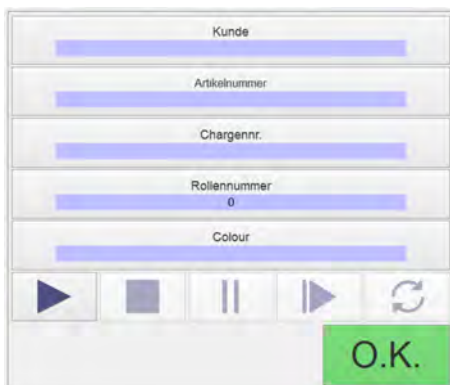 Kunde
Artikelnummer
Chargennr.
Rollennummer
0
Colour
O.K.